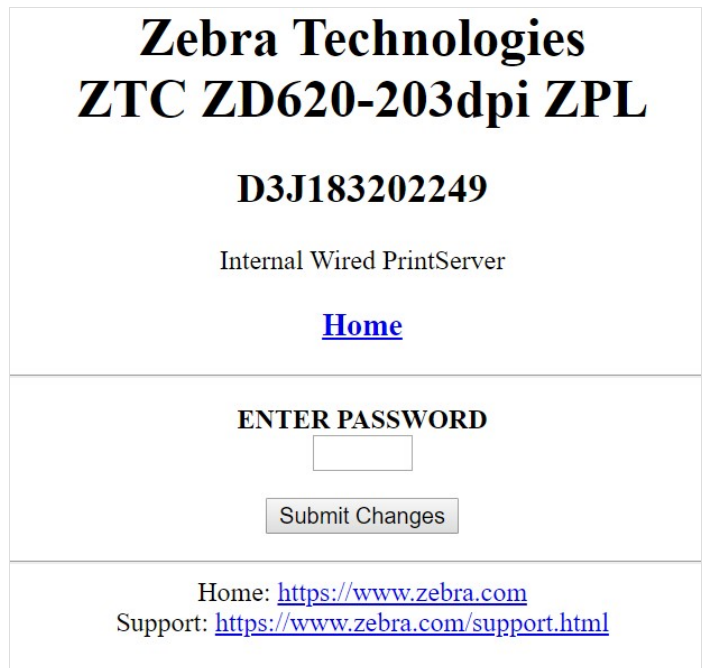 Zebra Technologies
ZTC ZD620-203dpi ZPL
D3J183202249
Internal Wired PrintServer
Home
ENTER PASSWORD
Submit Changes
Home: https://www.zebra.com
Support: https://www.zebra.com/support.html